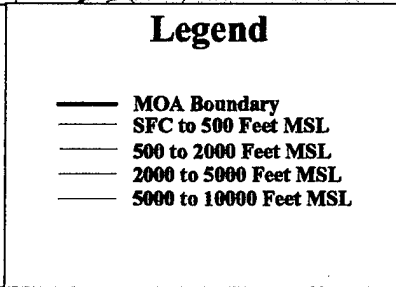 Legend
MOA Boundary
SFC to 500 Feet MSL
500 to 2000 Feet MSL
2000 to 5000 Feet MSL
5000 to 10000 Feet MSL